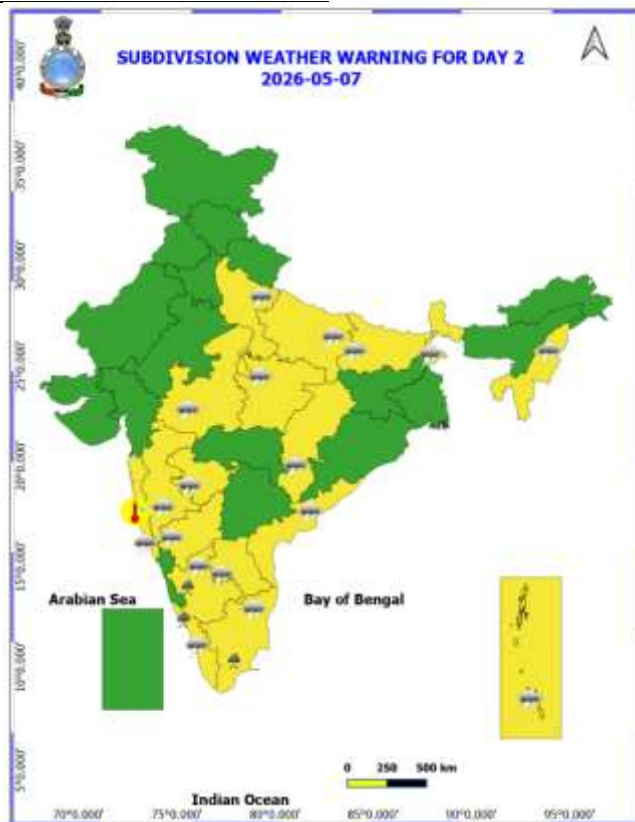 SUBDIVISION WEATHER WARNING FOR DAY 2
2026-05-07
40°0.000'
35°0.000'
30°0.000'
25°0.000'
20°0.000'
15°0.000'
10°0.000'
5°0.000'
Arabian Sea
Bay of Bengal
0 250 500 km
Indian Ocean
70°0.000' 75°0.000' 80°0.000' 85°0.000' 90°0.000' 95°0.000'